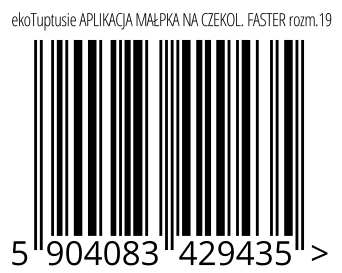 ekoTuptusie APLIKACJA MAŁPKA NA CZEKOL. FASTER rozm.19
5 904083 429435 >